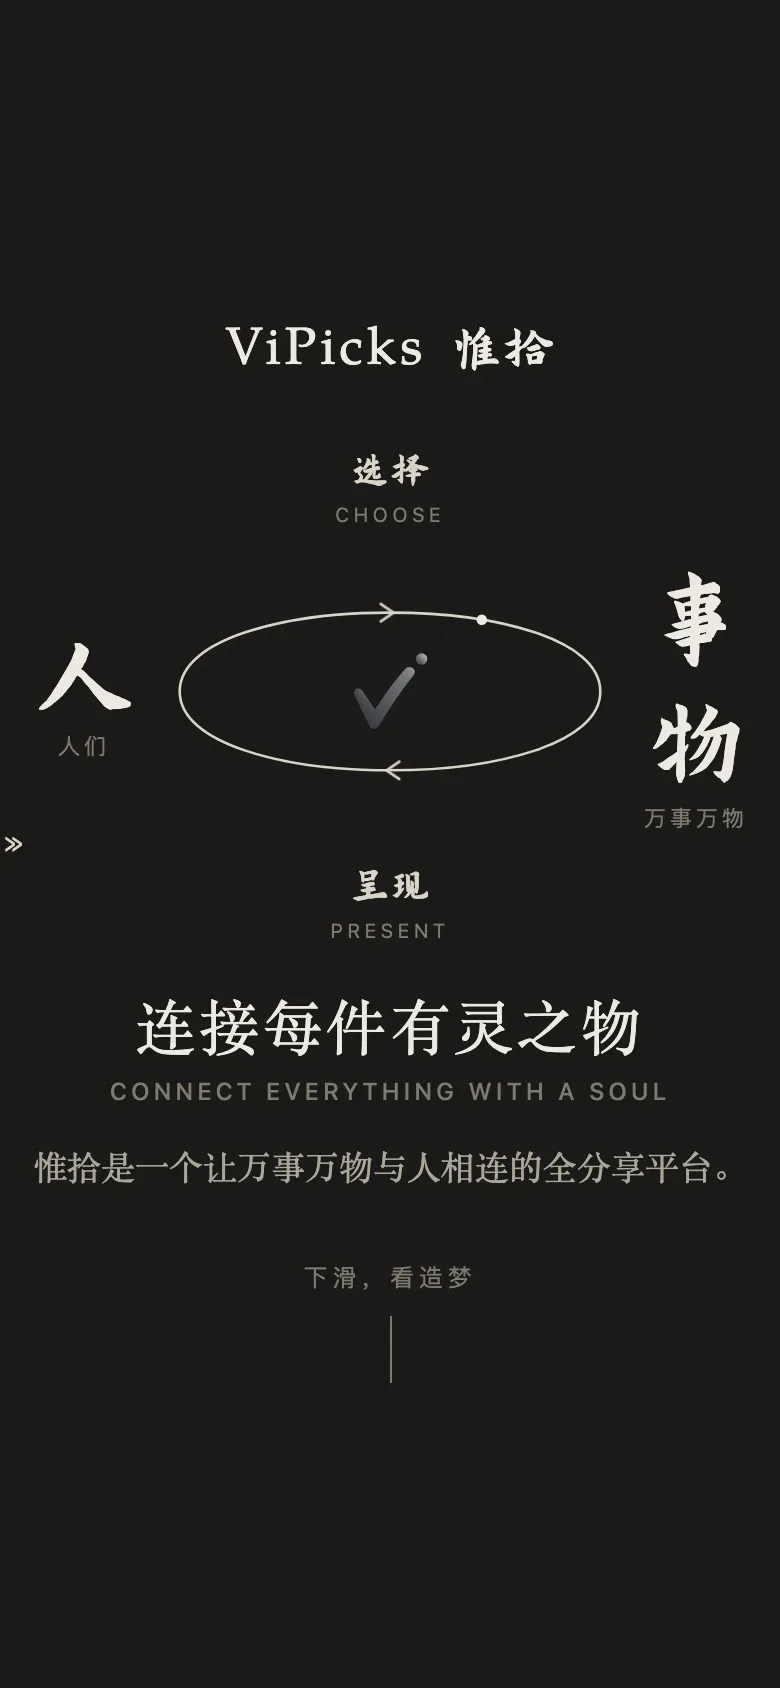 ViPicks 惟拾
选择
CHOOSE
人
人们
事
物
万事万物
呈现
PRESENT
连接每件有灵之物
CONNECT EVERYTHING WITH A SOUL
惟拾是一个让万事万物与人相连的全分享平台。
下滑，看造梦